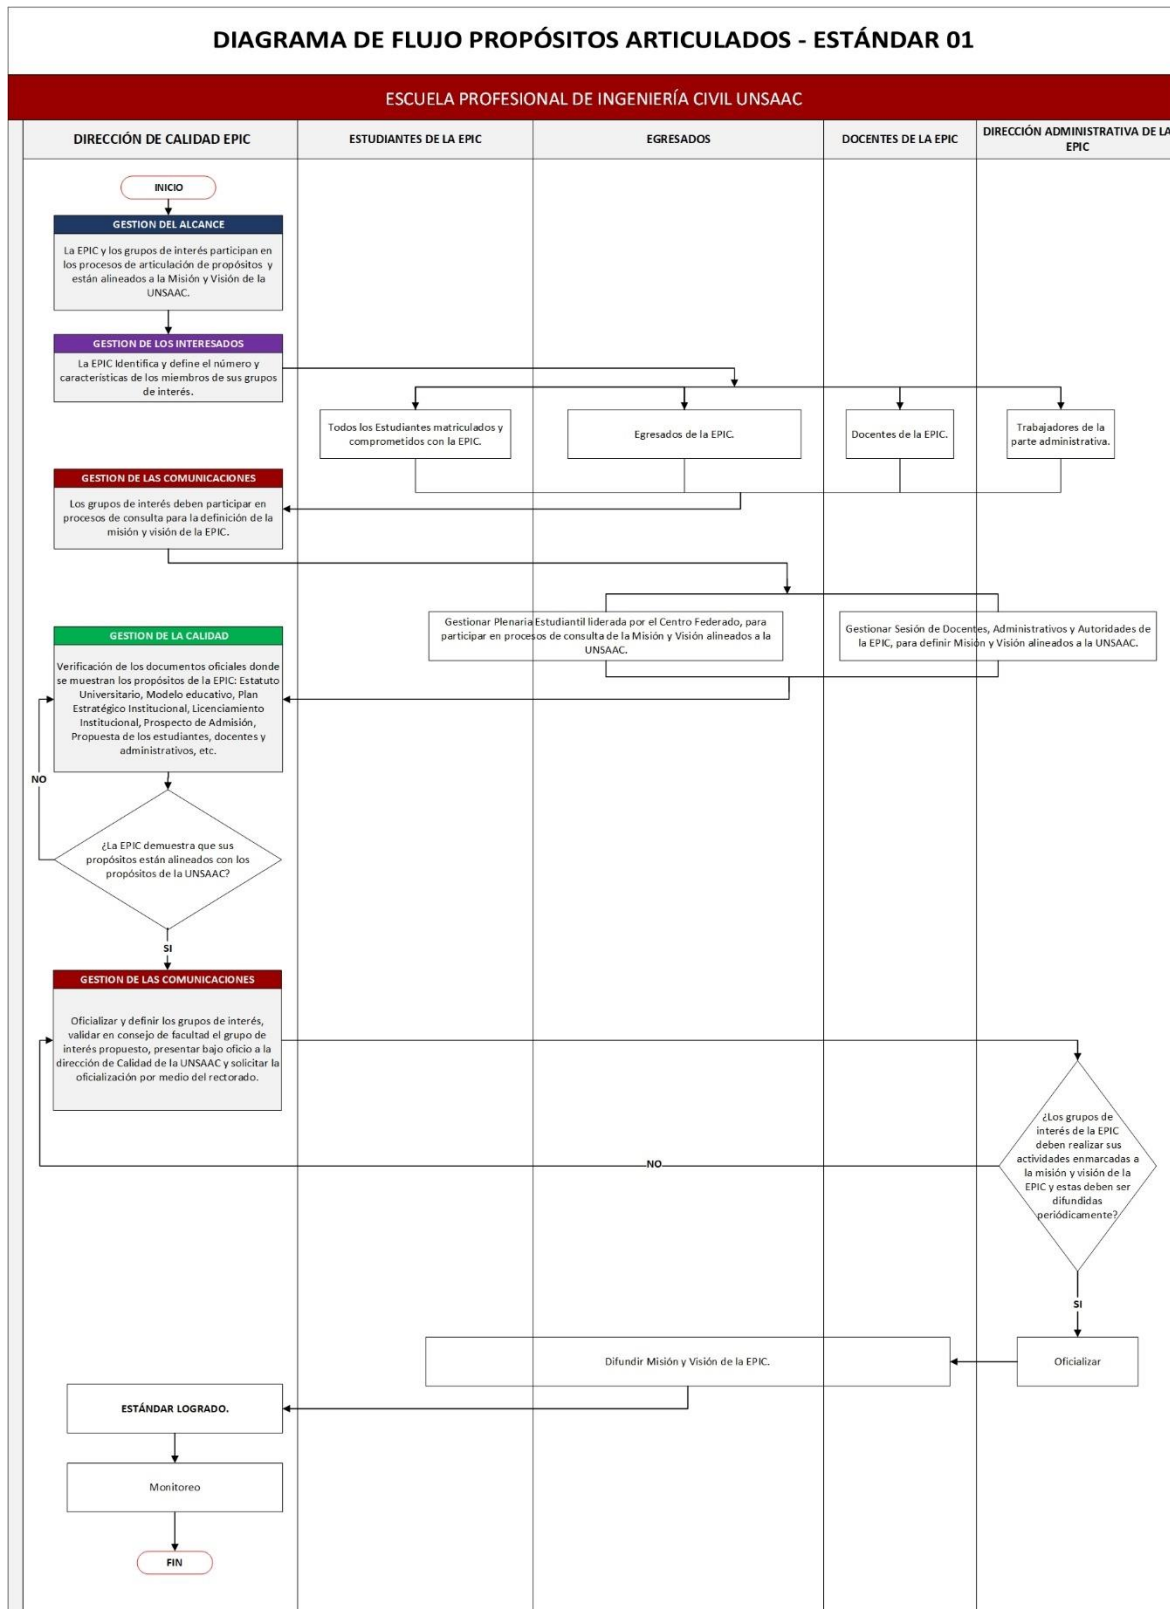 DIAGRAMA DE FLUJO PROPÓSITOS ARTICULADOS - ESTÁNDAR 01
ESCUELA PROFESIONAL DE INGENIERÍA CIVIL UNSAAC
DIRECCIÓN DE CALIDAD EPIC
ESTUDIANTES DE LA EPIC
EGRESADOS
DOCENTES DE LA EPIC
DIRECCIÓN ADMINISTRATIVA DE LA
EPIC
INICIO
GESTION DEL ALCANCE
La EPIC y los grupos de interés participan en
los procesos de articulación de propósitos y
están alineados a la Misión y Visión de la
UNSAAC.
GESTION DE LOS INTERESADOS
La EPIC Identifica y define el número y
características de los miembros de sus grupos
de interés.
Todos los Estudiantes matriculados y
comprometidos con la EPIC.
Egresados de la EPIC.
Docentes de la EPIC.
Trabajadores de la
parte administrativa.
GESTION DE LAS COMUNICACIONES
Los grupos de interés deben participar en
procesos de consulta para la definición de la
misión y visión de la EPIC.
Gestionar Plenaria Estudiantil liderada por el Centro Federado, para
participar en procesos de consulta de la Misión y Visión alineados a la
UNSAAC.
Gestionar Sesión de Docentes, Administrativos y Autoridades de
la EPIC, para definir Misión y Visión alineados a la UNSAAC.
GESTION DE LA CALIDAD
Verificación de los documentos oficiales donde
se muestran los propósitos de la EPIC: Estatuto
Universitario, Modelo educativo, Plan
Estratégico Institucional, Licenciamiento
Institucional, Prospecto de Admisión,
Propuesta de los estudiantes, docentes y
administrativos, etc.
NO
¿La EPIC demuestra que sus
propósitos están alineados con los
propósitos de la UNSAAC?
SI
GESTION DE LAS COMUNICACIONES
Oficializar y definir los grupos de interés,
validar en consejo de facultad el grupo de
interés propuesto, presentar bajo oficio a la
dirección de Calidad de la UNSAAC y solicitar la
oficialización por medio del rectorado.
¿Los grupos de
interés de la EPIC
deben realizar sus
actividades enmarcadas a
la misión y visión de la
EPIC y estas deben ser
difundidas
periódicamente?
NO
SI
Oficializar
Difundir Misión y Visión de la EPIC.
ESTÁNDAR LOGRADO.
Monitoreo
FIN